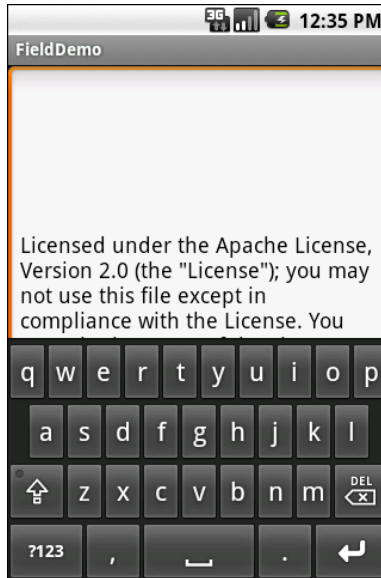 3G 12:35 PM
FieldDemo
Licensed under the Apache License,
Version 2.0 (the "License"); you may
not use this file except in
compliance with the License. You
q w e r t y u i o p
a s d f g h j k l
z x c v b n m DEL
?123 , .